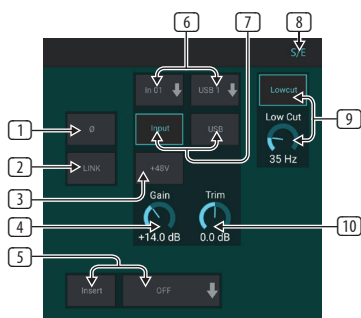 6
7
8
S/E
In 01
USB 1
Lowcut
1
Ø
Input
USB
Low Cut
9
2
LINK
+48V
35 Hz
3
Gain
Trim
4
+14.0 dB
0.0 dB
10
5
Insert
OFF